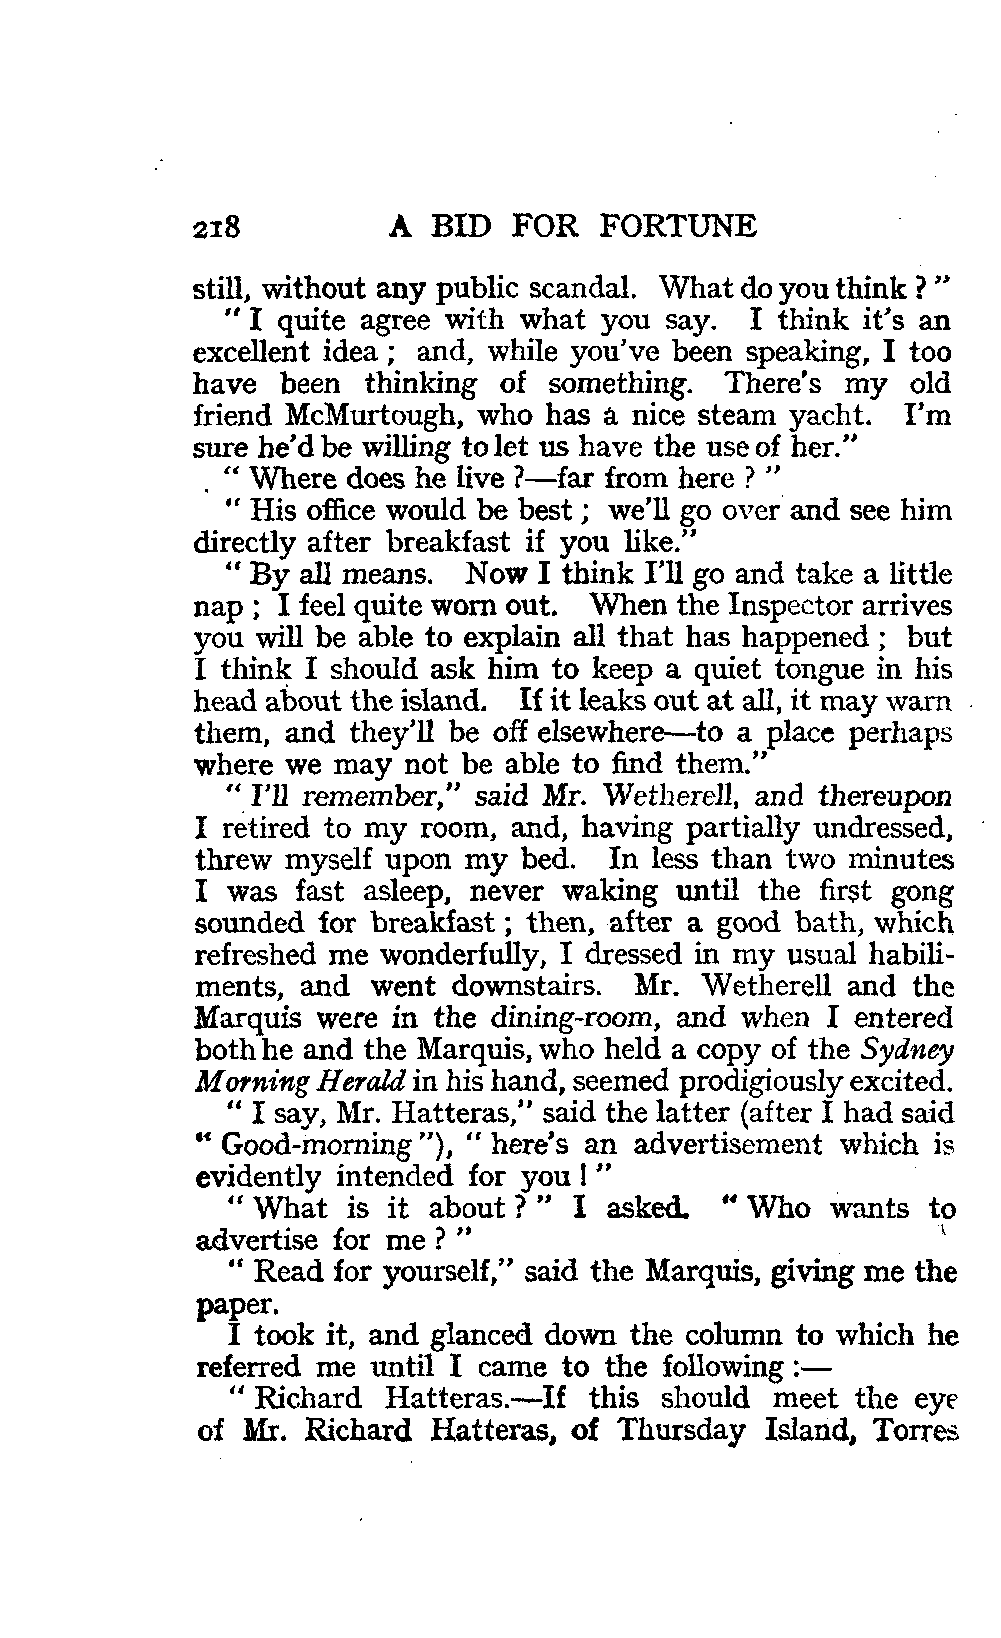 218 A BID FOR FORTUNE
still, without any public scandal. What do you think ? "
" I quite agree with what you say. I think it's an
excellent idea ; and, while you've been speaking, I too
have been thinking of something. There's my old
friend McMurtough, who has a nice steam yacht. I'm
sure he'd be willing to let us have the use of her."
" Where does he live ?—far from here ? "
" His office would be best ; we'll go over and see him
directly after breakfast if you like."
" By all means. Now I think I'll go and take a little
nap ; I feel quite worn out. When the Inspector arrives
you will be able to explain all that has happened ; but
I think I should ask him to keep a quiet tongue in his
head about the island. If it leaks out at all, it may warn
them, and they'll be off elsewhere—to a place perhaps
where we may not be able to find them."
" I'll remember," said Mr. Wetherell, and thereupon
I retired to my room, and, having partially undressed,
threw myself upon my bed. In less than two minutes
I was fast asleep, never waking until the first gong
sounded for breakfast ; then, after a good bath, which
refreshed me wonderfully, I dressed in my usual habili-
ments, and went downstairs. Mr. Wetherell and the
Marquis were in the dining-room, and when I entered
both he and the Marquis, who held a copy of the Sydney
Morning Herald in his hand, seemed prodigiously excited.
" I say, Mr. Hatteras," said the latter (after I had said
" Good-morning "), " here's an advertisement which is
evidently intended for you ! "
" What is it about ? " I asked. " Who wants to
advertise for me ? "
" Read for yourself," said the Marquis, giving me the
paper.
I took it, and glanced down the column to which he
referred me until I came to the following :—
" Richard Hatteras.—If this should meet the eye
of Mr. Richard Hatteras, of Thursday Island, Torres